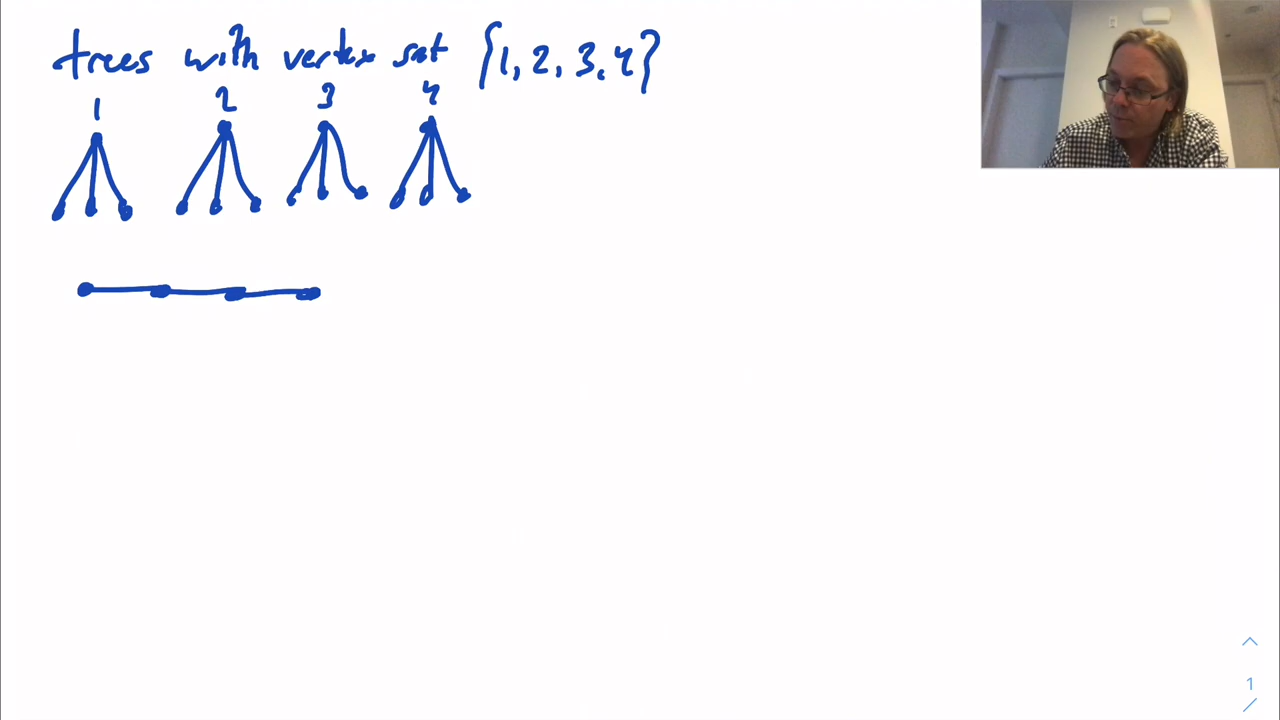 trees with vertex set {1, 2, 3, 4}
1 2 3 4
1